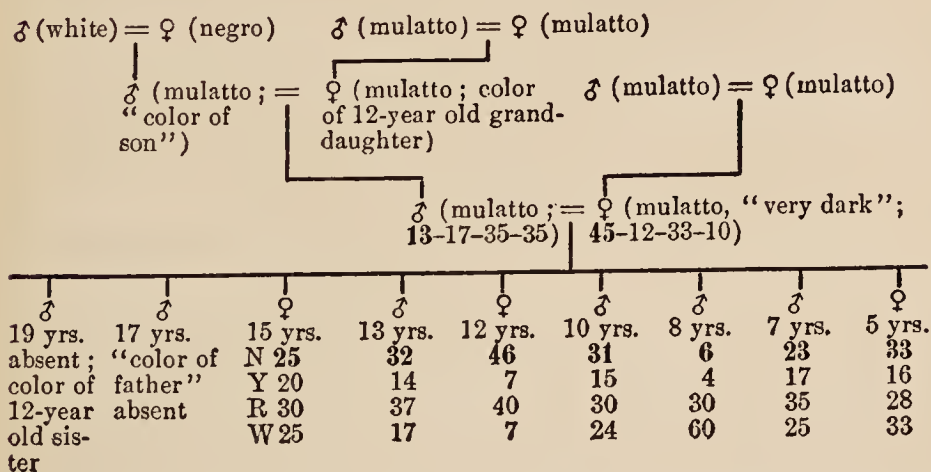 ♂ (white) = ♀ (negro) ♂ (mulatto) = ♀ (mulatto)
♂ (mulatto ; = ♀ (mulatto ; color ♂ (mulatto) = ♀ (mulatto)
“color of of 12-year old grand-
son”) daughter)
♂ (mulatto ; = ♀ (mulatto, “very dark” ;
13-17-35-35) 45-12-33-10)
♂ ♂ ♀ ♂ ♀ ♂ ♂ ♂ ♀
19 yrs. 17 yrs. 15 yrs. 13 yrs. 12 yrs. 10 yrs. 8 yrs. 7 yrs. 5 yrs.
absent ; “color of N 25 32 46 31 6 23 33
color of father” Y 20 14 7 15 4 17 16
12-year absent R 30 37 40 30 30 35 28
old sis- W 25 17 7 24 60 25 33
ter